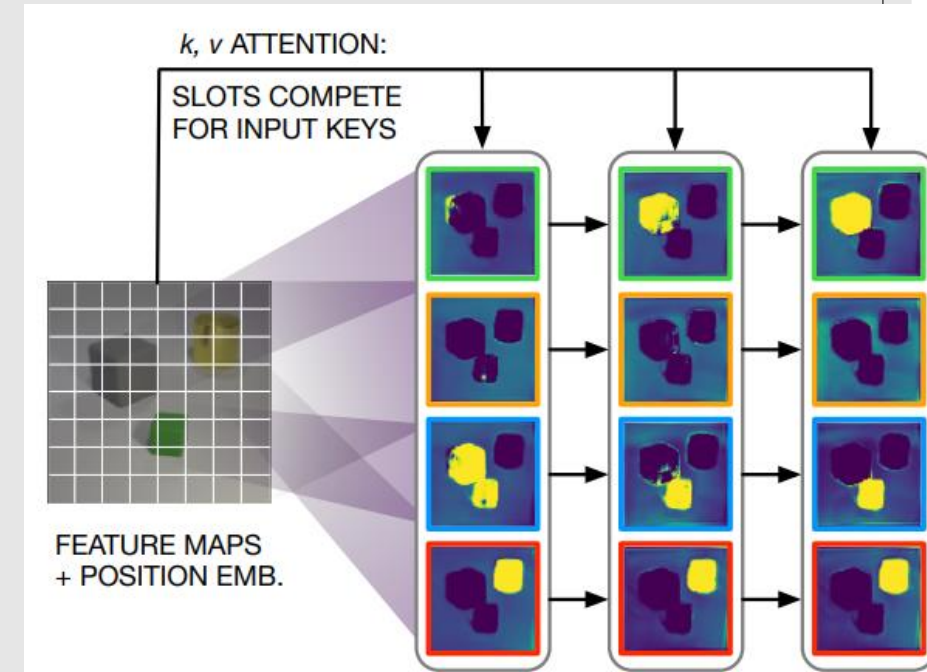 k, v ATTENTION:
SLOTS COMPETE
FOR INPUT KEYS
FEATURE MAPS
+ POSITION EMB.